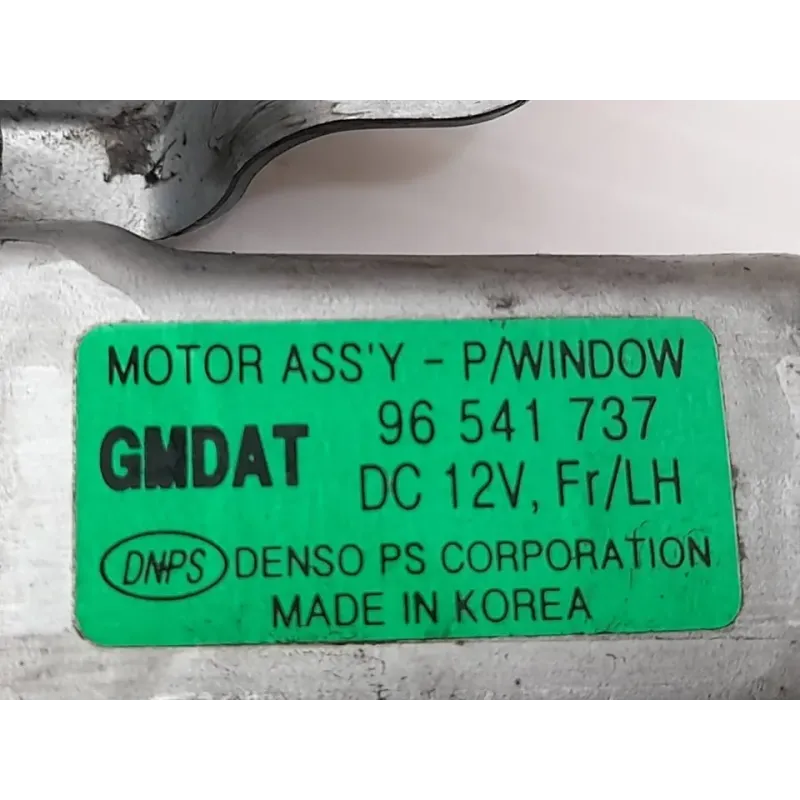 MOTOR ASS'Y - P/WINDOW
GMDAT 96 541 737
DC 12V, Fr/LH
DNPS DENSO PS CORPORATION
MADE IN KOREA